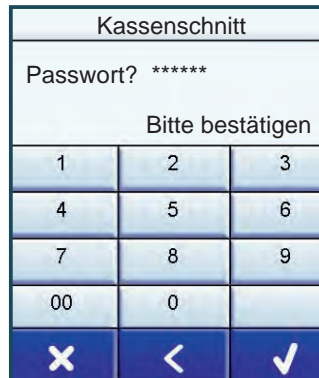 Kassenschnitt
Passwort? ******
Bitte bestätigen
1 2 3
4 5 6
7 8 9
00 0